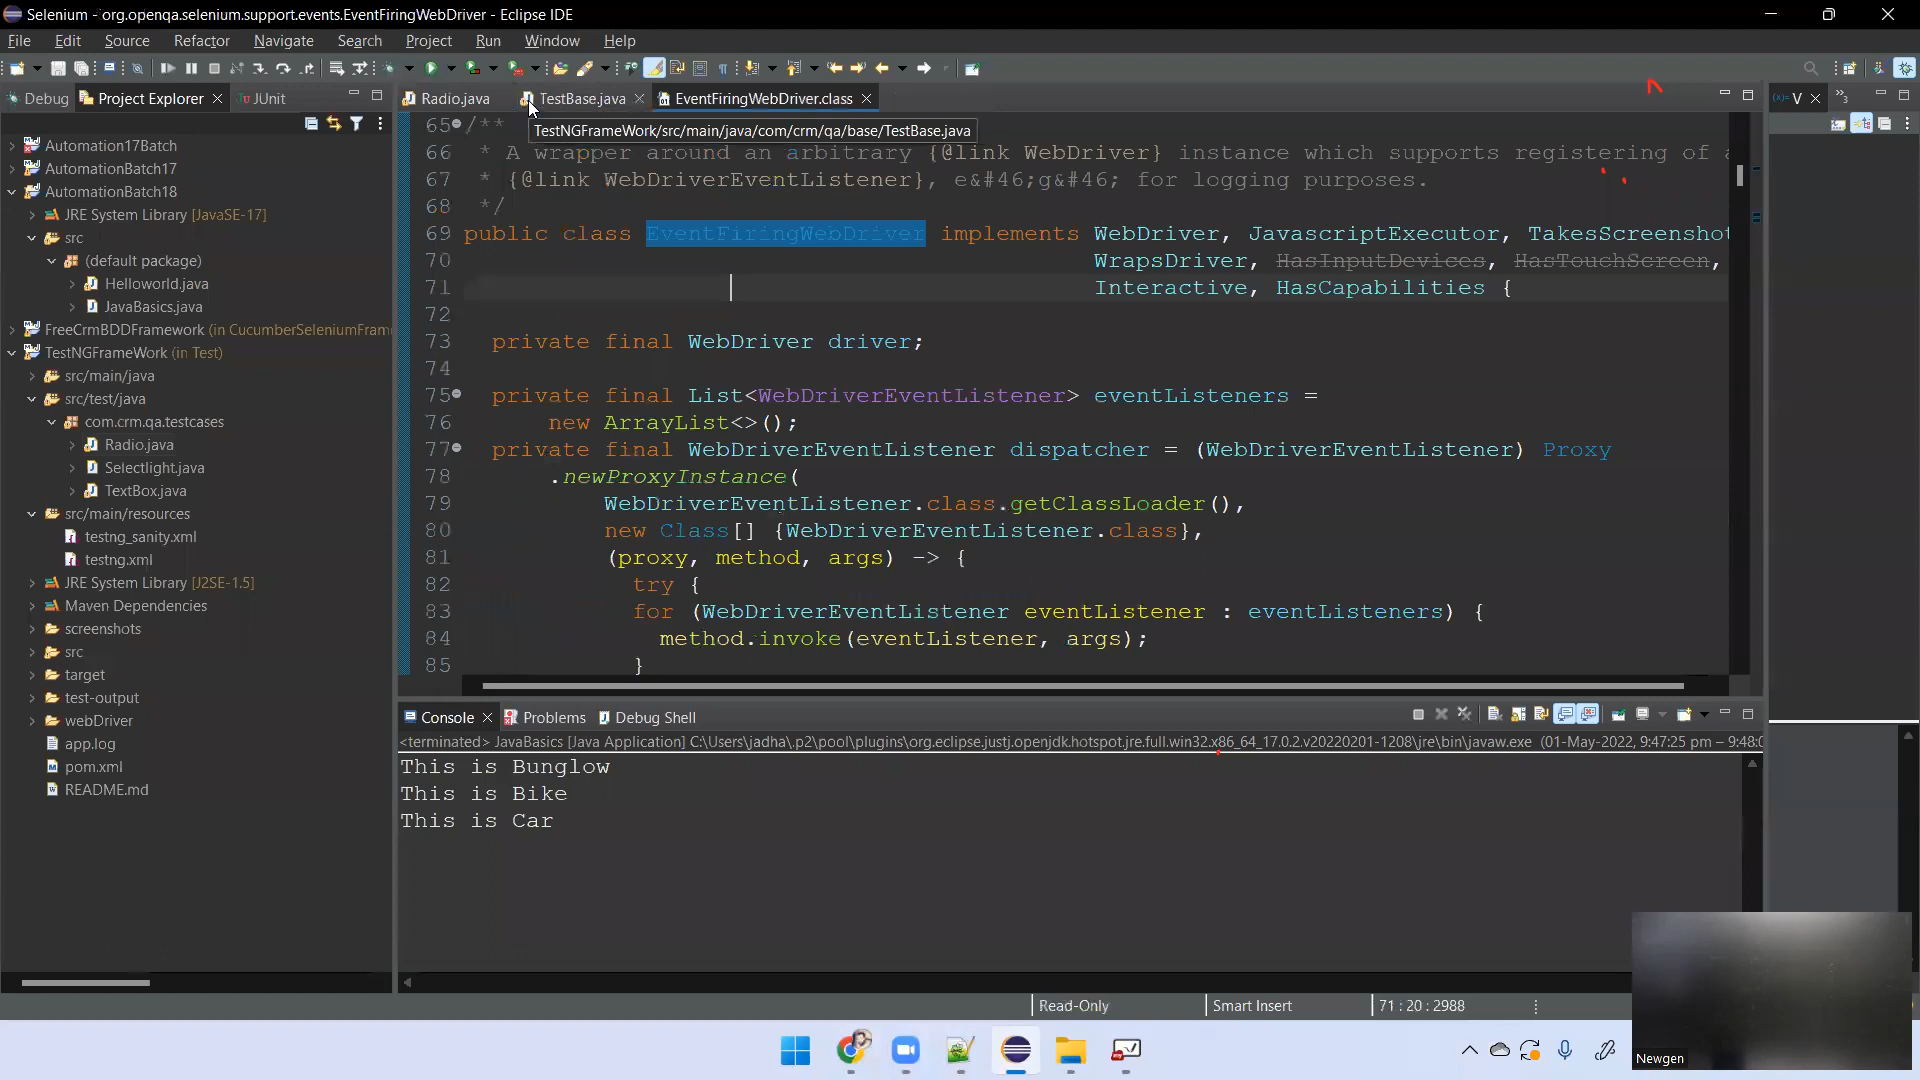 Selenium - org.openqa.selenium.support.events.EventFiringWebDriver - Eclipse IDE
File Edit Source Refactor Navigate Search Project Run Window Help
Debug Project Explorer JUnit
Radio.java TestBase.java EventFiringWebDriver.class
V
3
TestNGFrameWork/src/main/java/com/crm/qa/base/TestBase.java
Automation17Batch
AutomationBatch17
AutomationBatch18
JRE System Library [JavaSE-17]
src
(default package)
Helloworld.java
JavaBasics.java
FreeCrmBDDFramework (in CucumberSeleniumFram
TestNGFrameWork (in Test)
src/main/java
src/test/java
com.crm.qa.testcases
Radio.java
Selectlight.java
TextBox.java
src/main/resources
testng_sanity.xml
testng.xml
JRE System Library [J2SE-1.5]
Maven Dependencies
screenshots
src
target
test-output
webDriver
app.log
pom.xml
README.md
65 /**
66 * A wrapper around an arbitrary {@link WebDriver} instance which supports registering of a
67 * {@link WebDriverEventListener}, e&#46;g&#46; for logging purposes.
68 */
69 public class EventFiringWebDriver implements WebDriver, JavascriptExecutor, TakesScreenshot
70 WrapsDriver, HasInputDevices, HasTouchScreen,
71 Interactive, HasCapabilities {
72
73 private final WebDriver driver;
74
75 private final List<WebDriverEventListener> eventListeners =
76 new ArrayList<>();
77 private final WebDriverEventListener dispatcher = (WebDriverEventListener) Proxy
78 .newProxyInstance(
79 WebDriverEventListener.class.getClassLoader(),
80 new Class[] {WebDriverEventListener.class},
81 (proxy, method, args) -> {
82 try {
83 for (WebDriverEventListener eventListener : eventListeners) {
84 method.invoke(eventListener, args);
85 }
Console Problems Debug Shell
<terminated> JavaBasics [Java Application] C:\Users\jadha\.p2\pool\plugins\org.eclipse.justj.openjdk.hotspot.jre.full.win32.x86_64_17.0.2.v20220201-1208\jre\bin\javaw.exe (01-May-2022, 9:47:25 pm – 9:48:0
This is Bunglow
This is Bike
This is Car
Read-Only Smart Insert 71 : 20 : 2988
Newgen